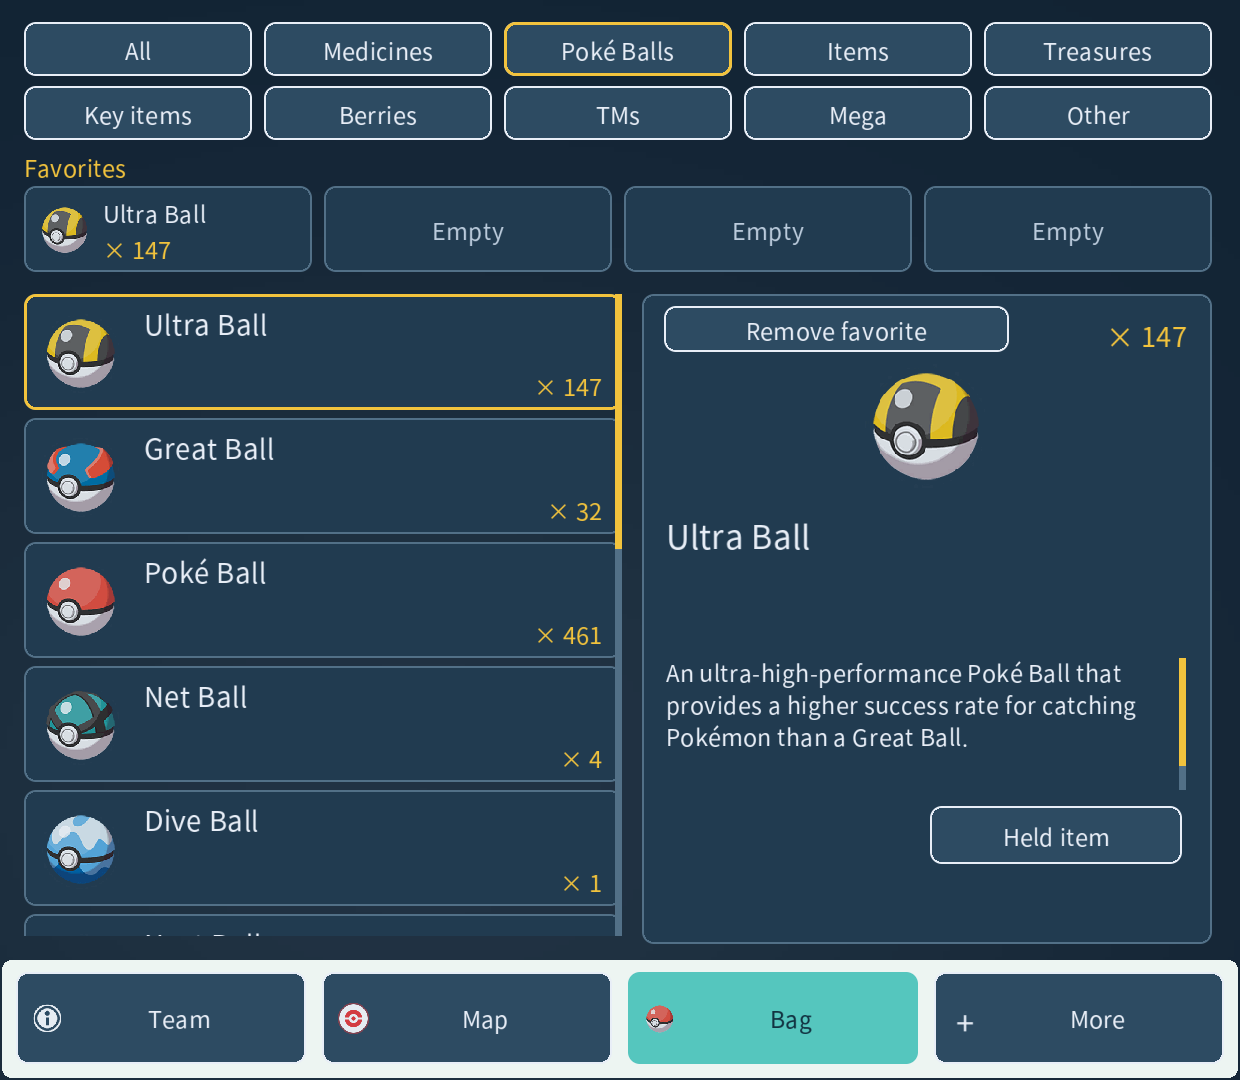 All
Medicines
Poké Balls
Items
Treasures
Key items
Berries
TMs
Mega
Other
Favorites
Ultra Ball
× 147
Empty
Empty
Empty
Ultra Ball
× 147
Great Ball
× 32
Poké Ball
× 461
Net Ball
× 4
Dive Ball
× 1
Remove favorite
× 147
Ultra Ball
An ultra-high-performance Poké Ball that
provides a higher success rate for catching
Pokémon than a Great Ball.
Held item
Team
Map
Bag
+ More